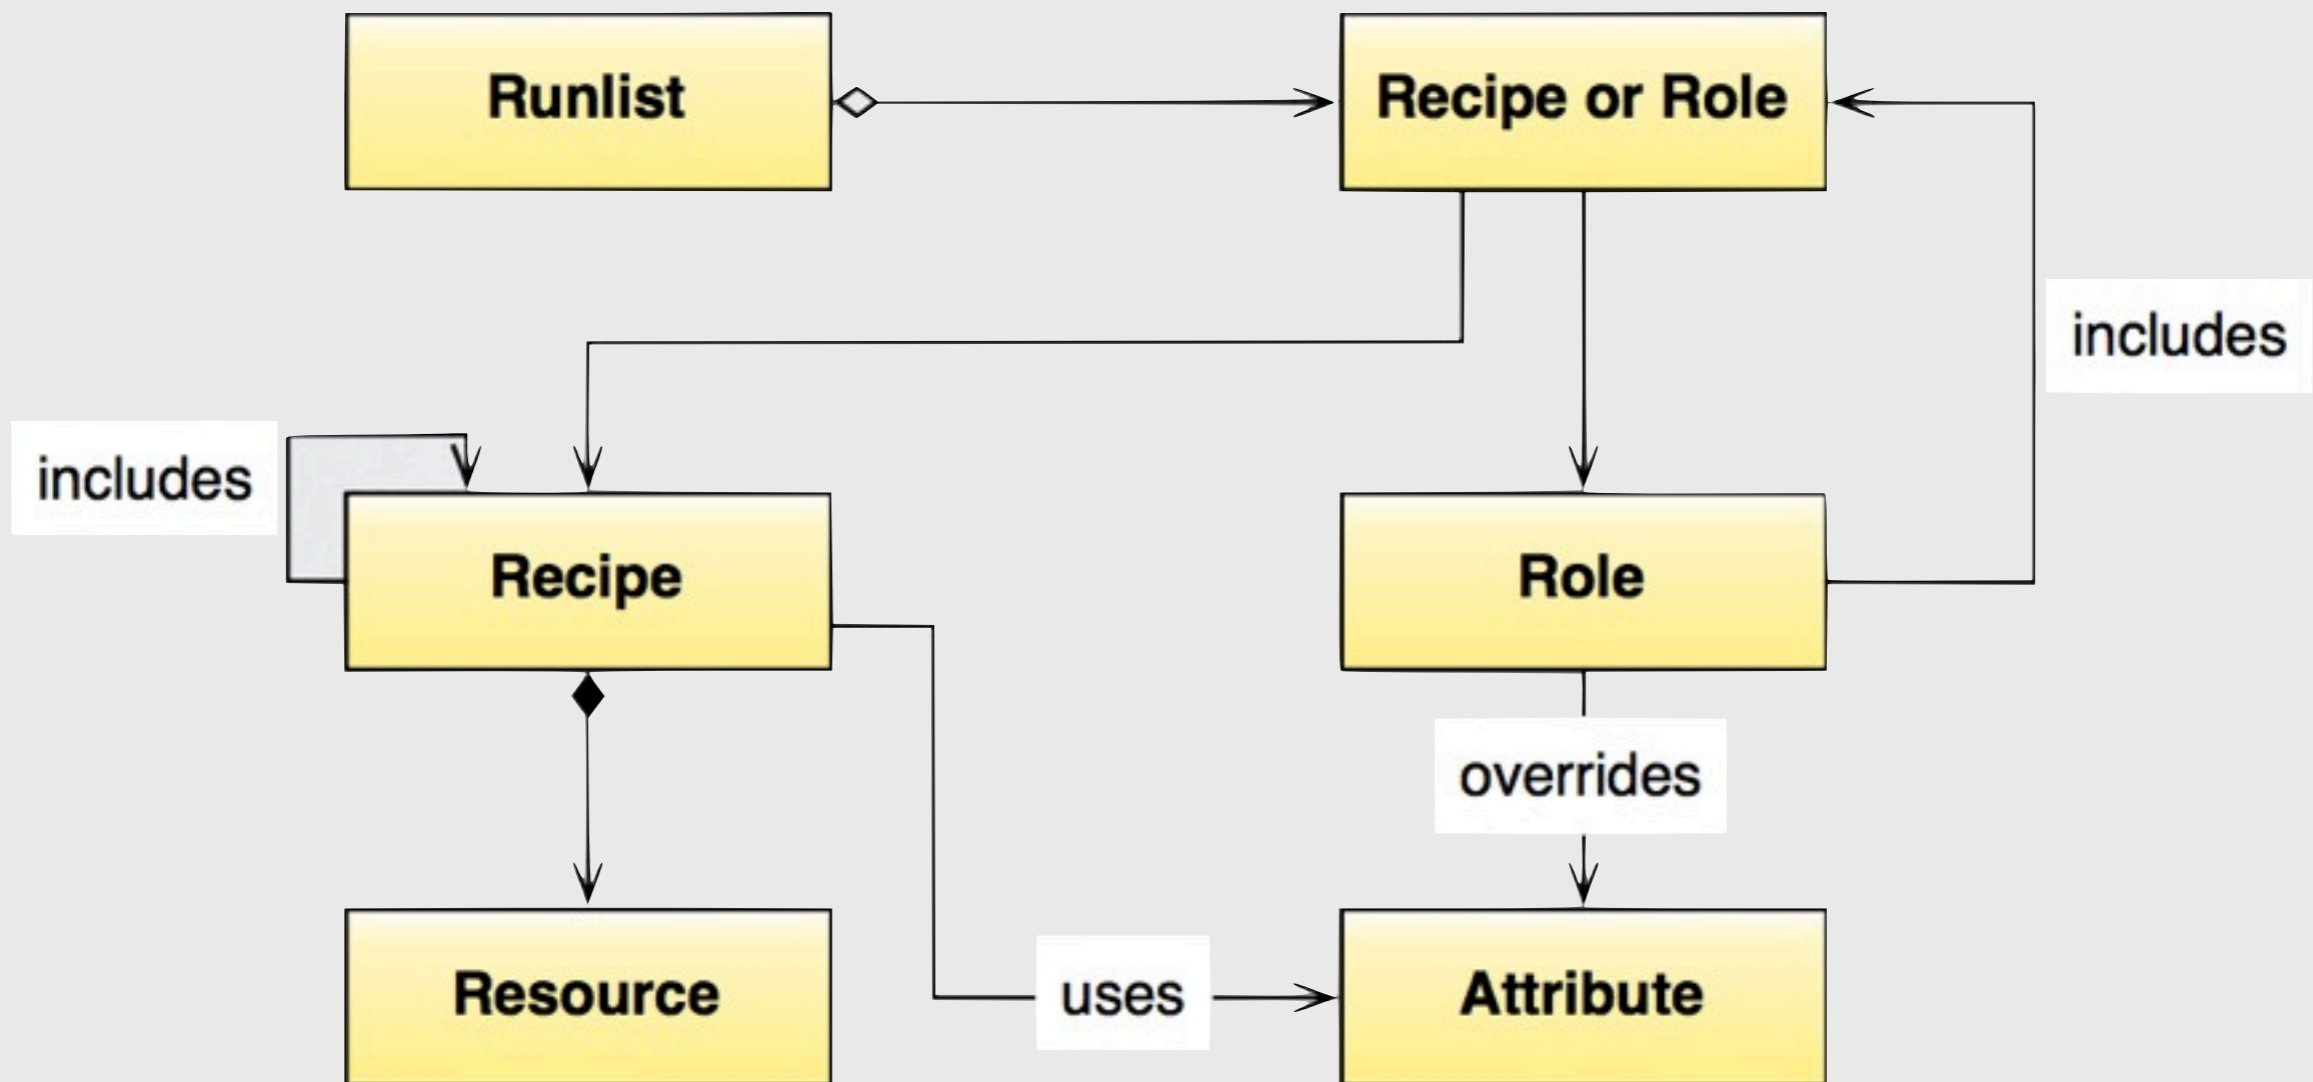 Runlist
Recipe or Role
includes
includes
Recipe
Role
overrides
Resource
uses
Attribute